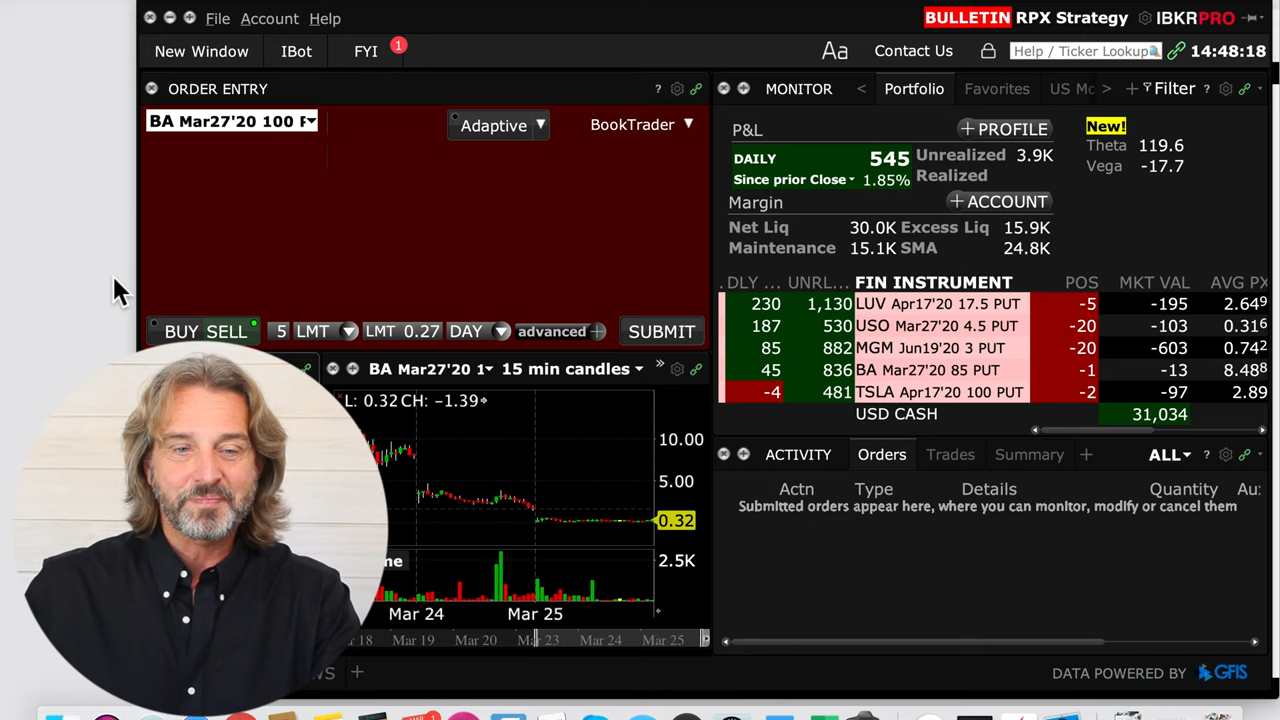 File Account Help
BULLETIN RPX Strategy
IBKRPRO
New Window IBot FYI 1
Aa Contact Us Help / Ticker Lookup 14:48:18
ORDER ENTRY ?
BA Mar27'20 100 P
Adaptive
BookTrader
BUY SELL 5 LMT LMT 0.27 DAY advanced + SUBMIT
BA Mar27'20 1 15 min candles »
L: 0.32 CH: −1.39
10.00
5.00
0.32
me 2.5K
Mar 24 Mar 25
18 Mar 19 Mar 20 Mar 23 Mar 24 Mar 25
WS +
MONITOR < Portfolio Favorites US Mo > + Filter ?
P&L + PROFILE New!
DAILY 545 Unrealized 3.9K Theta 119.6
Since prior Close 1.85% Realized Vega -17.7
Margin + ACCOUNT
Net Liq 30.0K Excess Liq 15.9K
Maintenance 15.1K SMA 24.8K
DLY ... UNRL... FIN INSTRUMENT POS MKT VAL AVG PX
230 1,130 LUV Apr17'20 17.5 PUT -5 -195 2.649
187 530 USO Mar27'20 4.5 PUT -20 -103 0.316
85 882 MGM Jun19'20 3 PUT -20 -603 0.742
45 836 BA Mar27'20 85 PUT -1 -13 8.488
-4 481 TSLA Apr17'20 100 PUT -2 -97 2.89
USD CASH 31,034
ACTIVITY Orders Trades Summary + ALL ?
Actn Type Details Quantity Au
Submitted orders appear here, where you can monitor, modify or cancel them
DATA POWERED BY GFIS